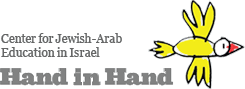 Center for Jewish-Arab
Education in Israel
Hand in Hand